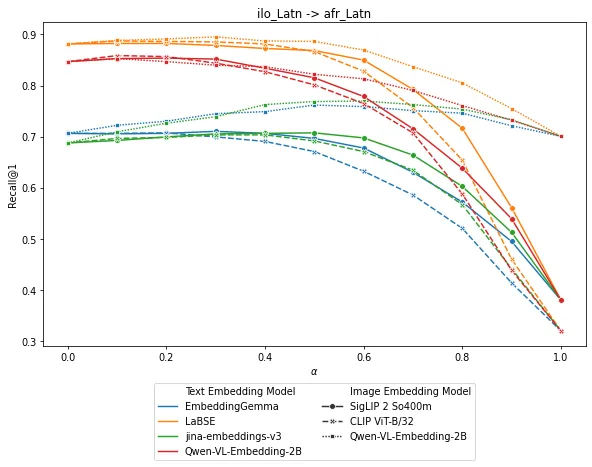 ilo_Latn -> afr_Latn
Recall@1
0.9
0.8
0.7
0.6
0.5
0.4
0.3
0.0 0.2 0.4 0.6 0.8 1.0
α
Text Embedding Model Image Embedding Model
EmbeddingGemma SigLIP 2 So400m
LaBSE CLIP ViT-B/32
jina-embeddings-v3 Qwen-VL-Embedding-2B
Qwen-VL-Embedding-2B